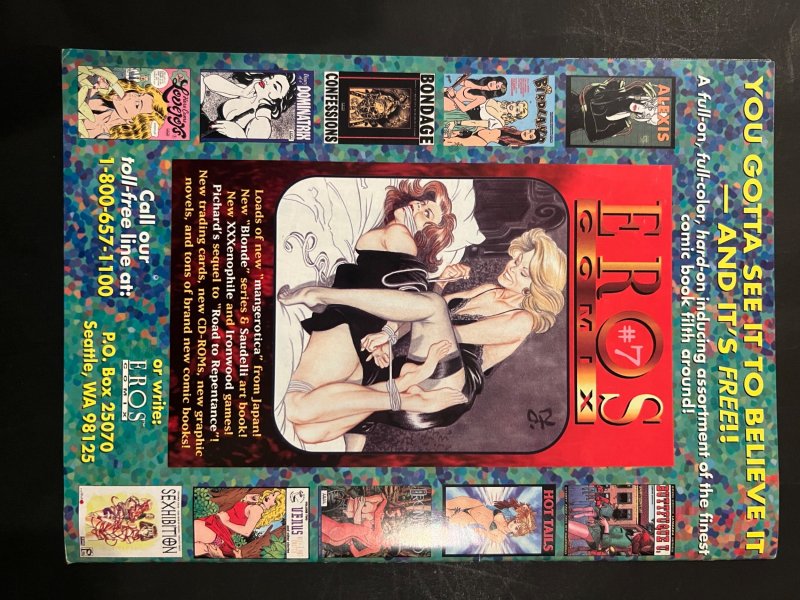 YOU GOTTA SEE IT TO BELIEVE IT
— AND IT'S FREE!!
A full-on, full-color, hard-on inducing assortment of the finest
comic book filth around!
ALEXIS
BONDAGE
CONFESSIONS
DOMINATRIX
EROS
COMIX
#7
Loads of new "mangerotica" from Japan!
New "Blonde" series & Saudelli art book!
New XXXenophile and Ironwood games!
Pichard's sequel to "Road to Repentance"!
New trading cards, new CD-ROMs, new graphic
novels, and tons of brand new comic books!
HOT TAILS
VENUS
SEXHIBITION
Call our
toll-free line at:
1-800-657-1100
or write:
EROS
COMIX
P.O. Box 25070
Seattle, WA 98125